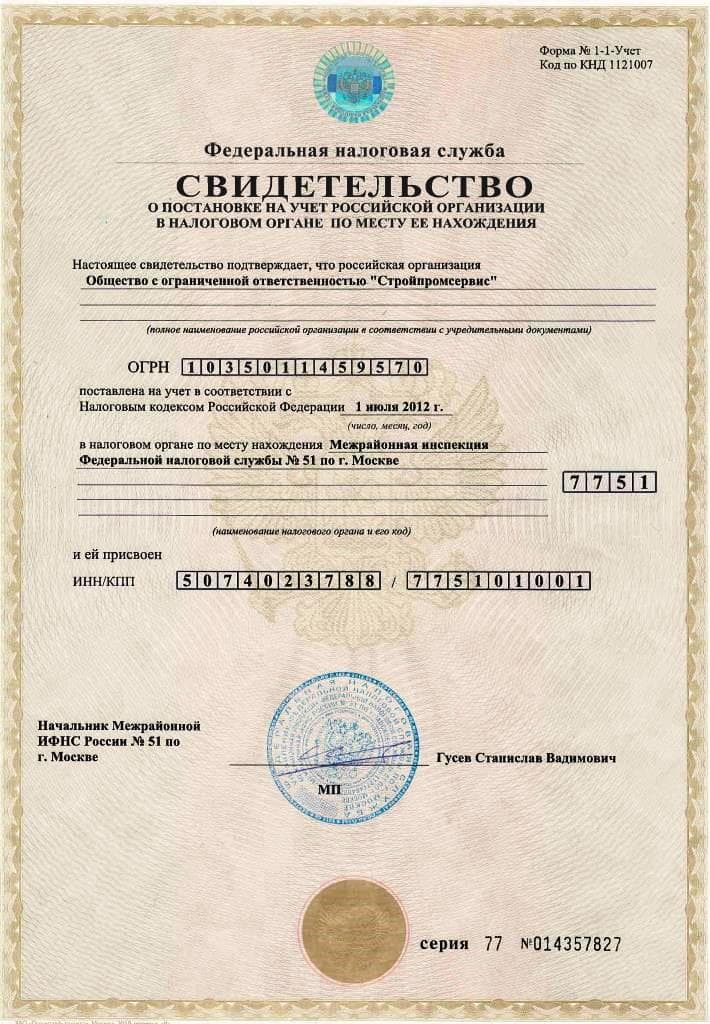 Форма № 1-1-Учет
Код по КНД 1121007
Федеральная налоговая служба
СВИДЕТЕЛЬСТВО
О ПОСТАНОВКЕ НА УЧЕТ РОССИЙСКОЙ ОРГАНИЗАЦИИ
В НАЛОГОВОМ ОРГАНЕ ПО МЕСТУ ЕЕ НАХОЖДЕНИЯ
Настоящее свидетельство подтверждает, что российская организация
Общество с ограниченной ответственностью "Стройпромсервис"
(полное наименование российской организации в соответствии с учредительными документами)
ОГРН 1035011459570
поставлена на учет в соответствии с
Налоговым кодексом Российской Федерации 1 июля 2012 г.
(число, месяц, год)
в налоговом органе по месту нахождения Межрайонная инспекция
Федеральной налоговой службы № 51 по г. Москве
7751
(наименование налогового органа и его код)
и ей присвоен
ИНН/КПП 5074023788 / 775101001
Начальник Межрайонной
ИФНС России № 51 по
г. Москве
Гусев Станислав Вадимович
МП
серия 77 №014357827